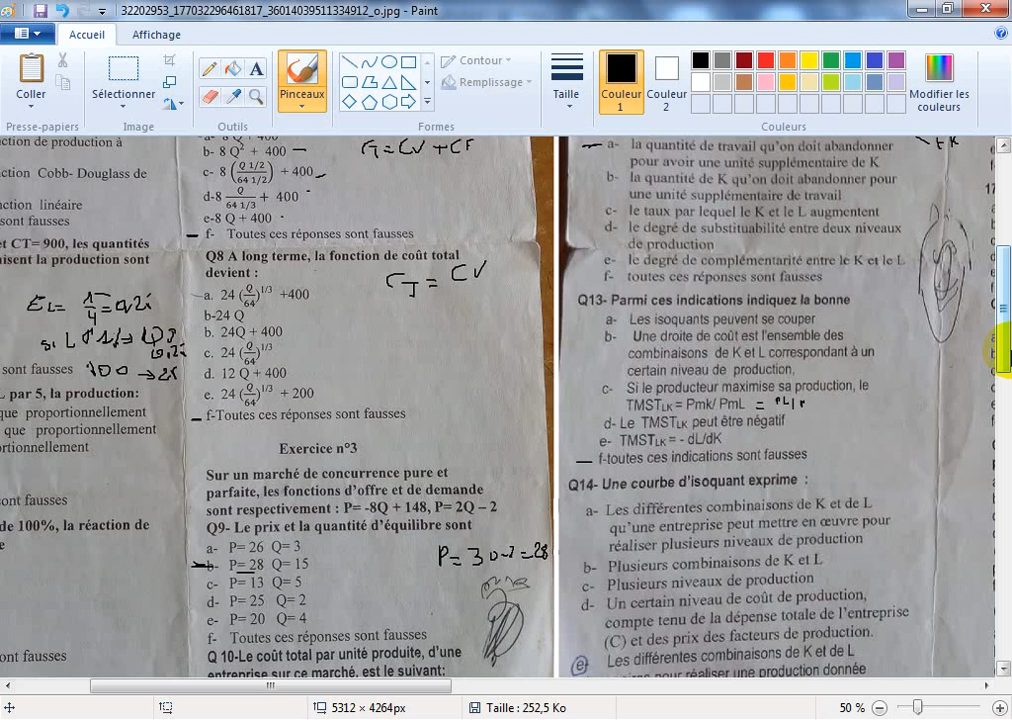 32202953_177032296461817_36014039511334912_o.jpg - Paint
Accueil
Affichage
Coller
Sélectionner
Pinceaux
Contour
Remplissage
Taille
Couleur
1
Couleur
2
Modifier les
couleurs
Presse-papiers
Image
Outils
Formes
Couleurs
ction de production à
ction Cobb- Douglass de
nction linéaire
sont fausses
et CT= 900, les quantités
isent la production sont
sont fausses
L par 5, la production:
que proportionnellement
que proportionnellement
ortionnellement
ont fausses
de 100%, la réaction de
e
ont fausses
a- 8 Q + 400
b- 8 Q² + 400
CT = CV + CF
c- 8 (Q 1/2 / 64 1/2) + 400
d-8 Q / 64 1/3 + 400
e-8 Q + 400
f- Toutes ces réponses sont fausses
Q8 A long terme, la fonction de coût total
devient :
CT = CV
a. 24 (Q/64)1/3 +400
b-24 Q
b. 24Q + 400
c. 24 (Q/64)1/3
d. 12 Q + 400
e. 24 (Q/64)1/3 + 200
f-Toutes ces réponses sont fausses
Exercice n°3
Sur un marché de concurrence pure et
parfaite, les fonctions d'offre et de demande
sont respectivement : P= -8Q + 148, P= 2Q – 2
Q9- Le prix et la quantité d'équilibre sont
a- P= 26 Q= 3
b- P= 28 Q= 15
P= 30-2=28
c- P= 13 Q= 5
d- P= 25 Q= 2
e- P= 20 Q= 4
f- Toutes ces réponses sont fausses
Q 10-Le coût total par unité produite, d'une
entreprise sur ce marché, est le suivant:
a- la quantité de travail qu'on doit abandonner
pour avoir une unité supplémentaire de K
b- la quantité de K qu'on doit abandonner pour
une unité supplémentaire de travail
c- le taux par lequel le K et le L augmentent
d- le degré de substituabilité entre deux niveaux
de production
e- le degré de complémentarité entre le K et le L
f- toutes ces réponses sont fausses
Q13- Parmi ces indications indiquez la bonne
a- Les isoquants peuvent se couper
b- Une droite de coût est l'ensemble des
combinaisons de K et L correspondant à un
certain niveau de production,
c- Si le producteur maximise sa production, le
TMSTLK = Pmk/ PmL
d- Le TMSTLK peut être négatif
e- TMSTLK = - dL/dK
f-toutes ces indications sont fausses
Q14- Une courbe d'isoquant exprime :
a- Les différentes combinaisons de K et de L
qu'une entreprise peut mettre en œuvre pour
réaliser plusieurs niveaux de production
b- Plusieurs combinaisons de K et L
c- Plusieurs niveaux de production
d- Un certain niveau de coût de production,
compte tenu de la dépense totale de l'entreprise
(C) et des prix des facteurs de production.
e Les différentes combinaisons de K et de L
pour réaliser une production donnée
5312 × 4264px
Taille : 252,5 Ko
50 %